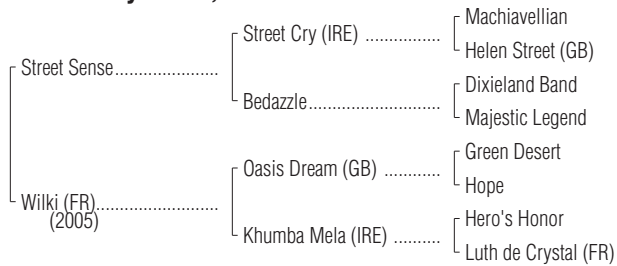 Machiavellian
Street Cry (IRE) ................
Helen Street (GB)
Street Sense......................
Dixieland Band
Bedazzle............................
Majestic Legend
Green Desert
Oasis Dream (GB) ............
Hope
Wilki (FR)..........................
(2005)
Hero's Honor
Khumba Mela (IRE) ..........
Luth de Crystal (FR)